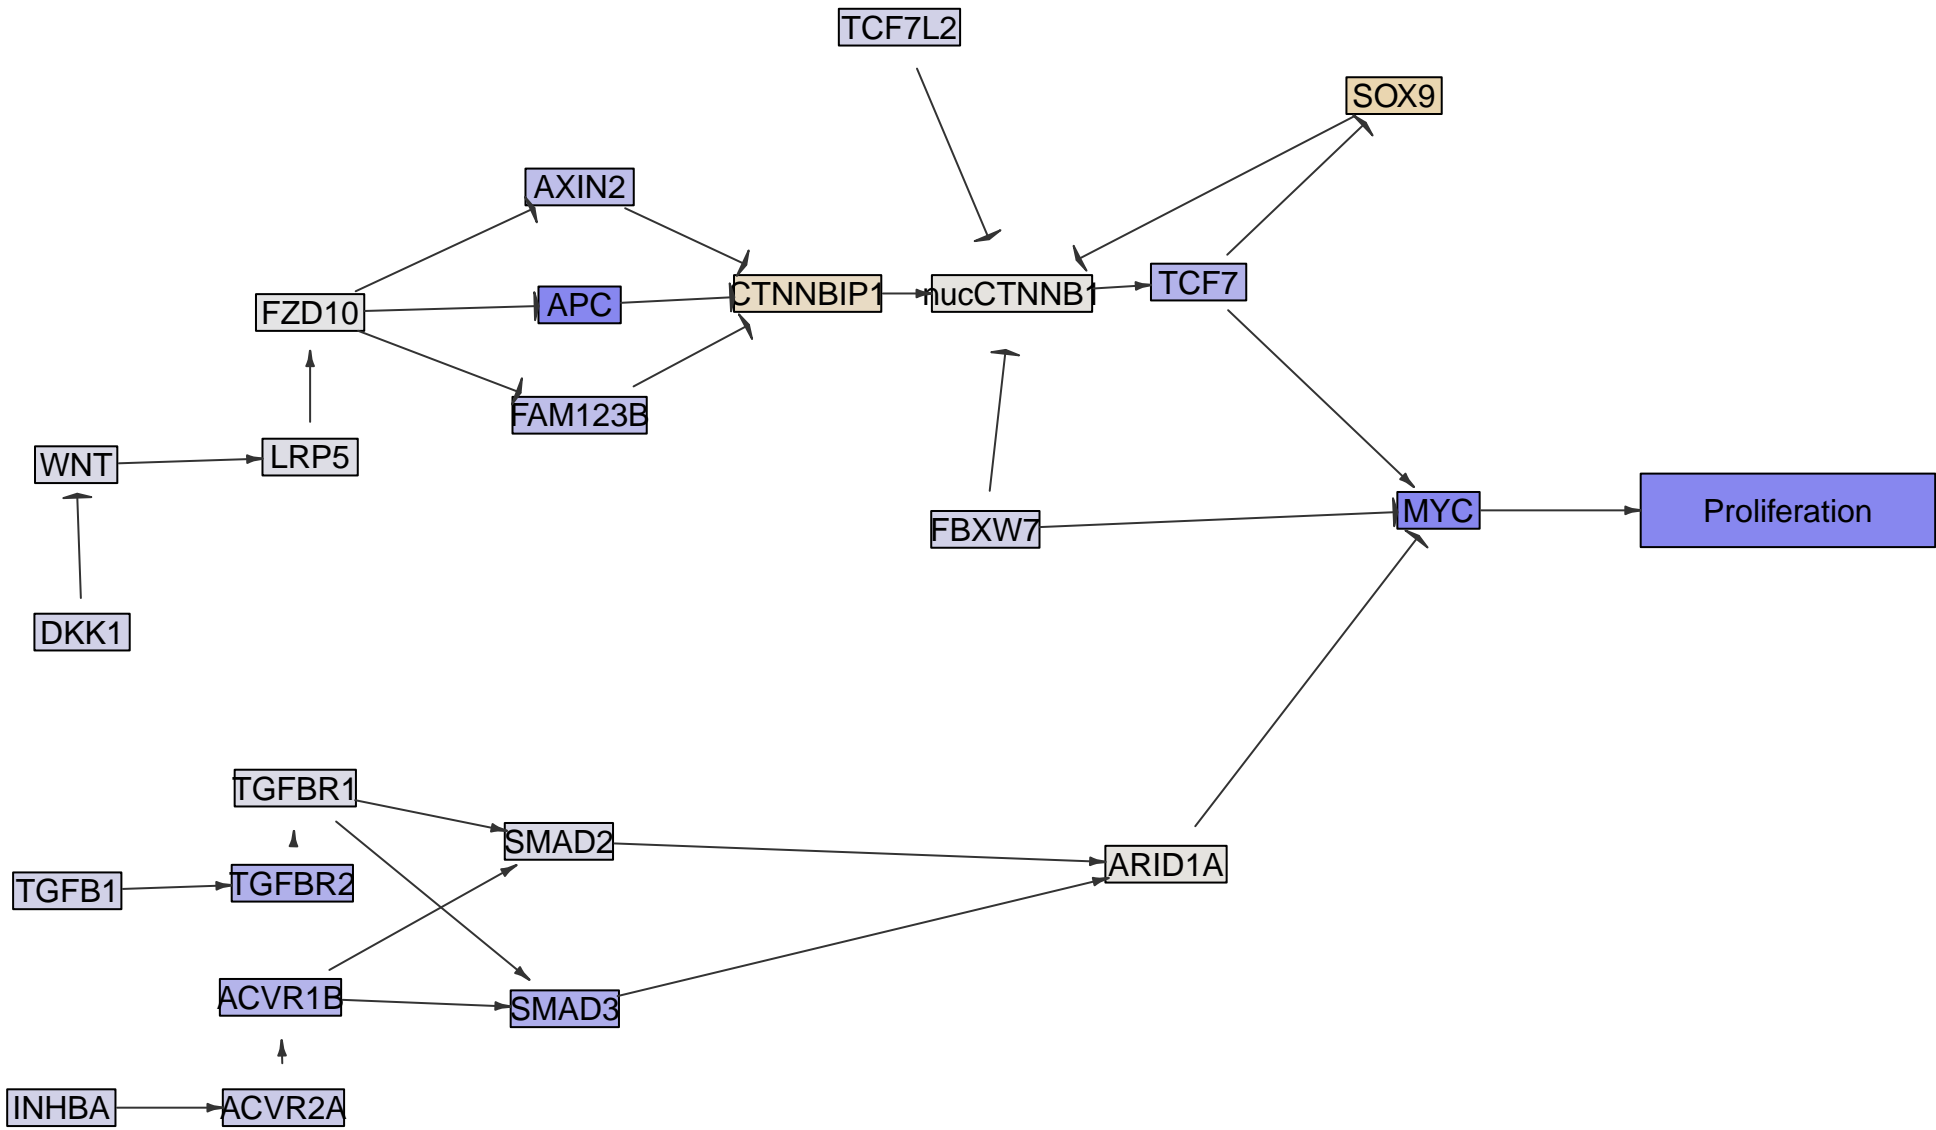 TCF7L2
SOX9
AXIN2
TCF7
CTNNBIP1
nucCTNNB1
APC
FZD10
FAM123B
LRP5
WNT
MYC
Proliferation
FBXW7
DKK1
TGFBR1
SMAD2
ARID1A
TGFBR2
TGFB1
ACVR1B
SMAD3
INHBA
ACVR2A